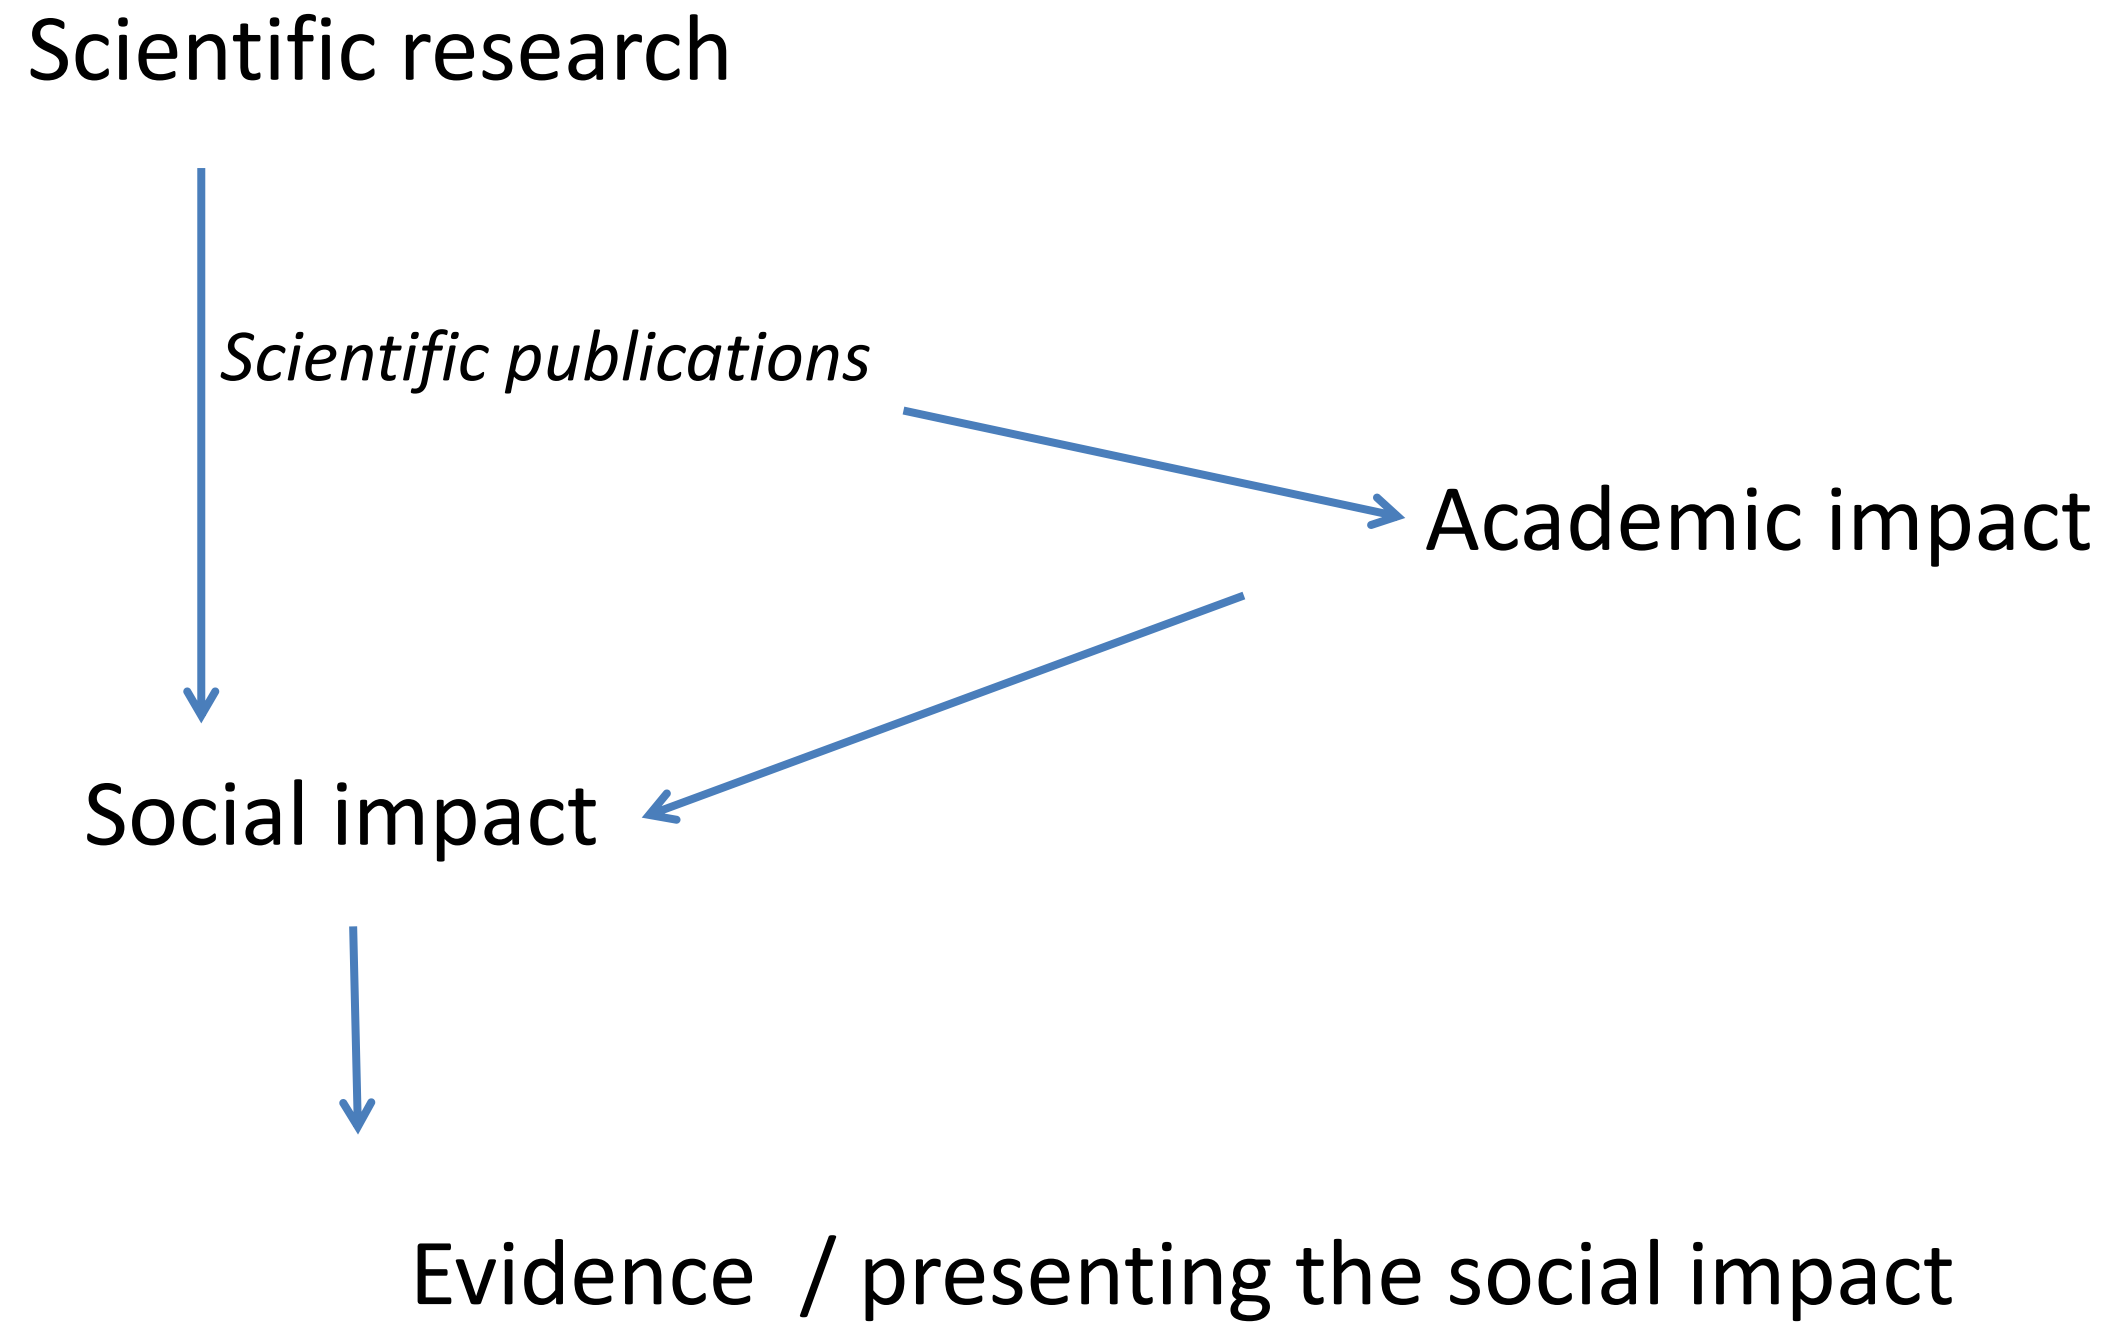 Scientific research
Scientific publications
Academic impact
Social impact
Evidence / presenting the social impact